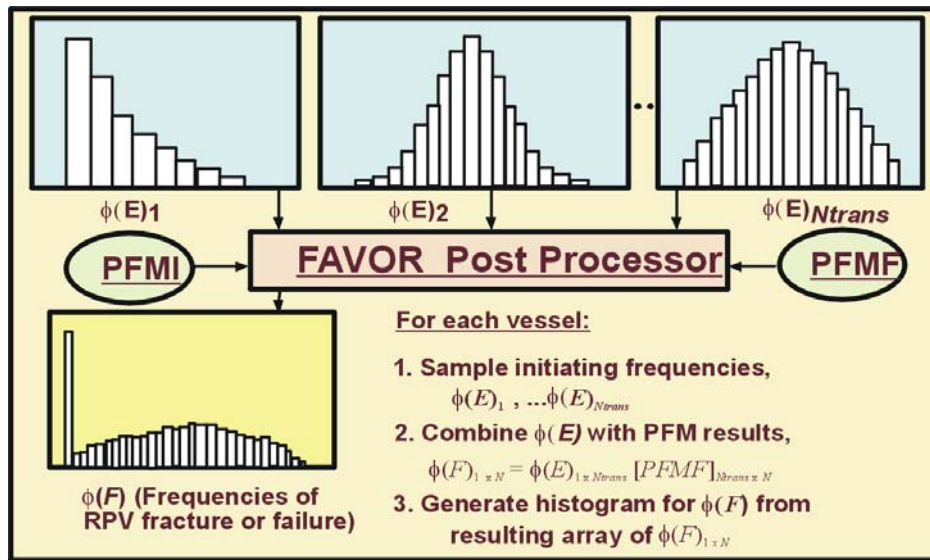 φ(E)1
φ(E)2
φ(E)Ntrans
PFMI
FAVOR Post Processor
PFMF
φ(F) (Frequencies of
RPV fracture or failure)
For each vessel:
1. Sample initiating frequencies,
φ(E)1 , ...φ(E)Ntrans
2. Combine φ(E) with PFM results,
φ(F)1 x N = φ(E)1 x Ntrans [PFMF]Ntrans x N
3. Generate histogram for φ(F) from
resulting array of φ(F)1 x N